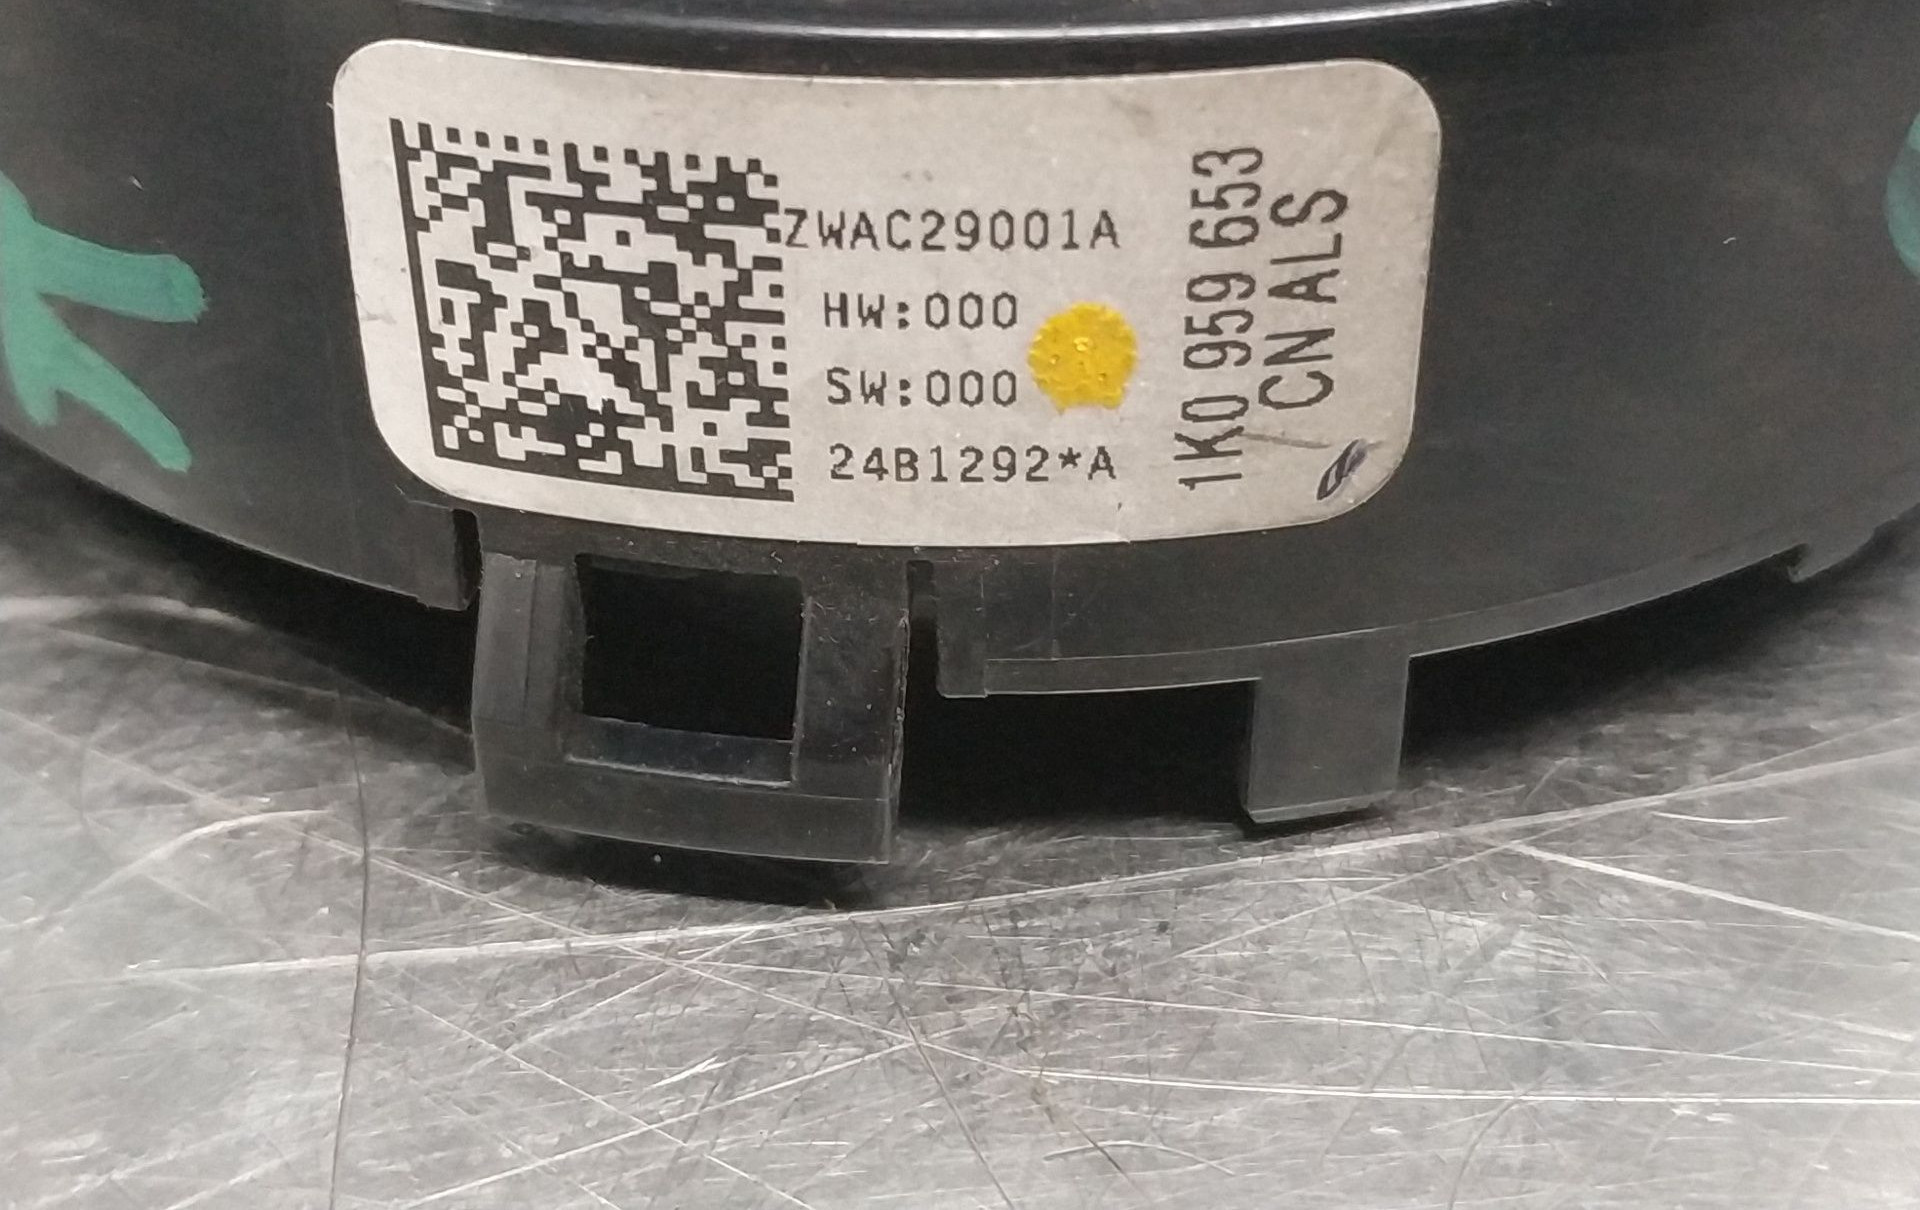 ZWAC29001A
HW:000
SW:000
24B1292*A
1K0 959 653
CN ALS